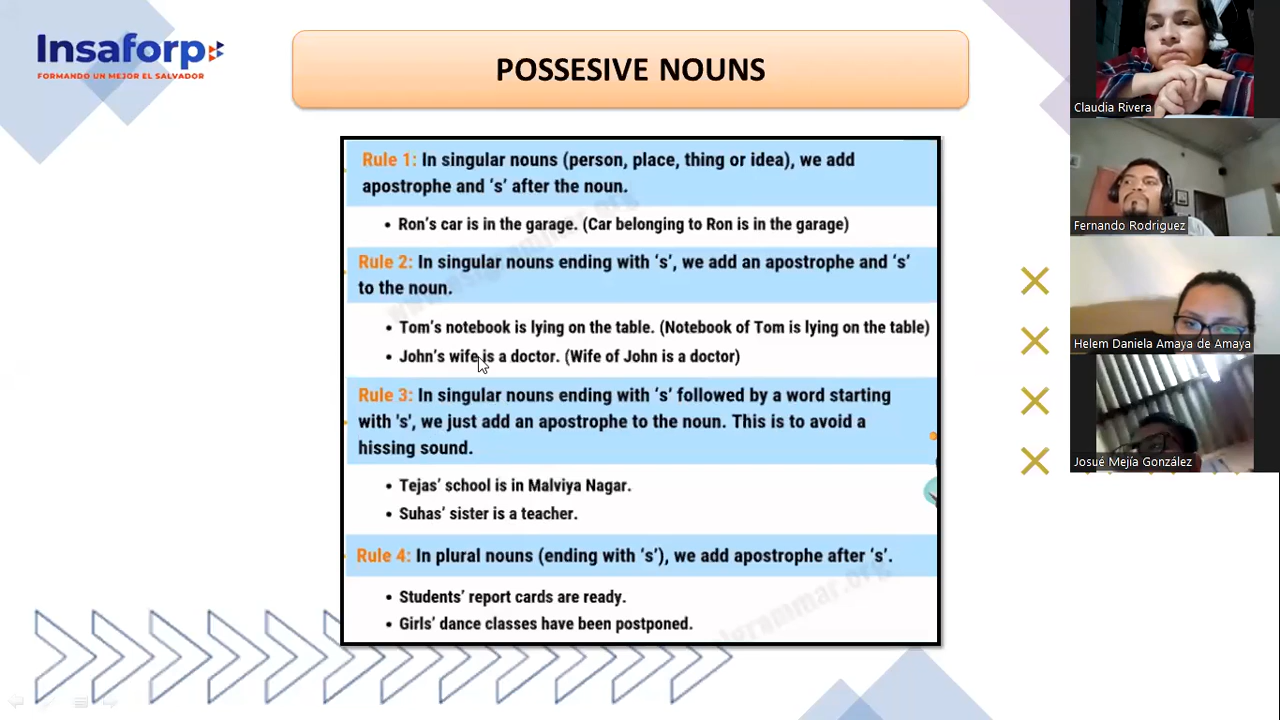 Insaforp
FORMANDO UN MEJOR EL SALVADOR
POSSESIVE NOUNS
Rule 1: In singular nouns (person, place, thing or idea), we add
apostrophe and ‘s’ after the noun.
• Ron’s car is in the garage. (Car belonging to Ron is in the garage)
Rule 2: In singular nouns ending with ‘s’, we add an apostrophe and ‘s’
to the noun.
• Tom’s notebook is lying on the table. (Notebook of Tom is lying on the table)
• John’s wife is a doctor. (Wife of John is a doctor)
Rule 3: In singular nouns ending with ‘s’ followed by a word starting
with 's', we just add an apostrophe to the noun. This is to avoid a
hissing sound.
• Tejas’ school is in Malviya Nagar.
• Suhas’ sister is a teacher.
Rule 4: In plural nouns (ending with ‘s’), we add apostrophe after ‘s’.
• Students’ report cards are ready.
• Girls’ dance classes have been postponed.
Claudia Rivera
Fernando Rodriguez
Helem Daniela Amaya de Amaya
Josué Mejía González